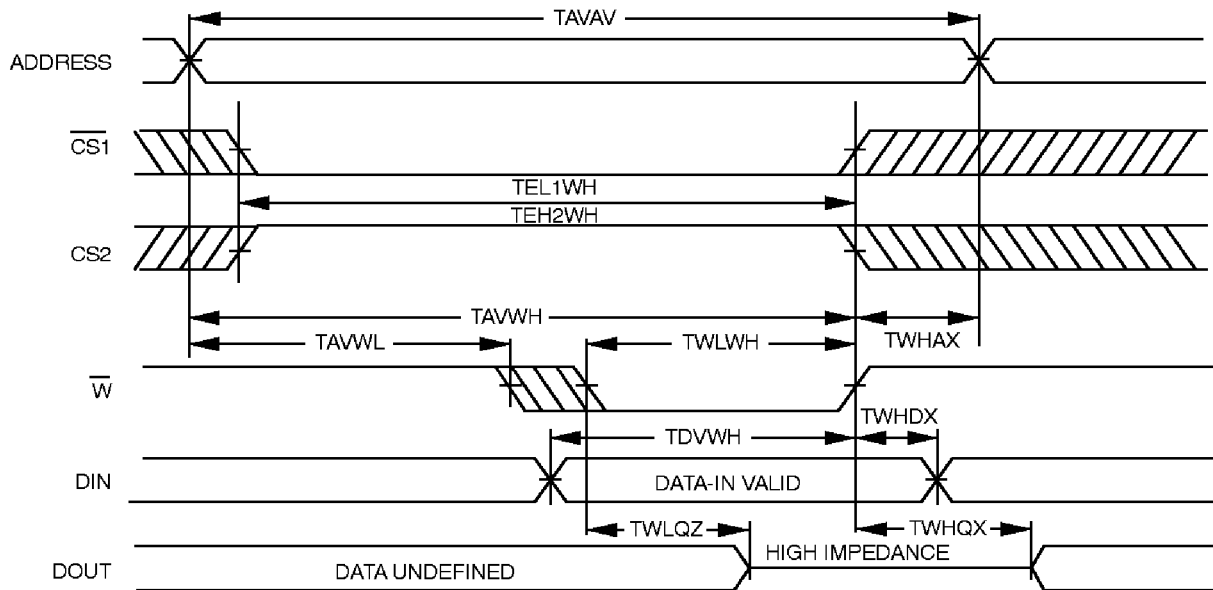 TAVAV
ADDRESS
CS1
TEL1WH
TEH2WH
CS2
TAVWH
TAVWL
TWLWH
TWHAX
W
TWHDX
TDVWH
DIN
DATA-IN VALID
TWLQZ
TWHQX
HIGH IMPEDANCE
DOUT
DATA UNDEFINED